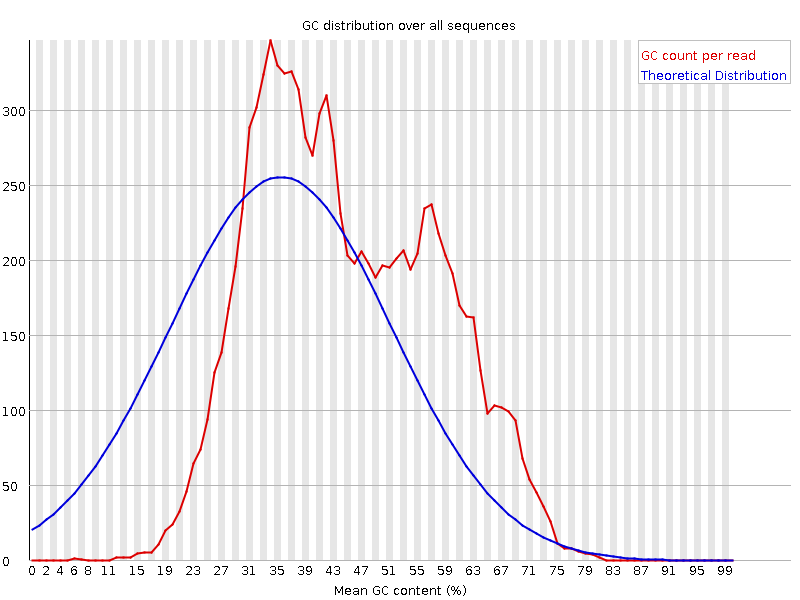 GC distribution over all sequences
GC count per read
Theoretical Distribution
300
250
200
150
100
50
0
0 2 4 6 8 11 15 19 23 27 31 35 39 43 47 51 55 59 63 67 71 75 79 83 87 91 95 99
Mean GC content (%)